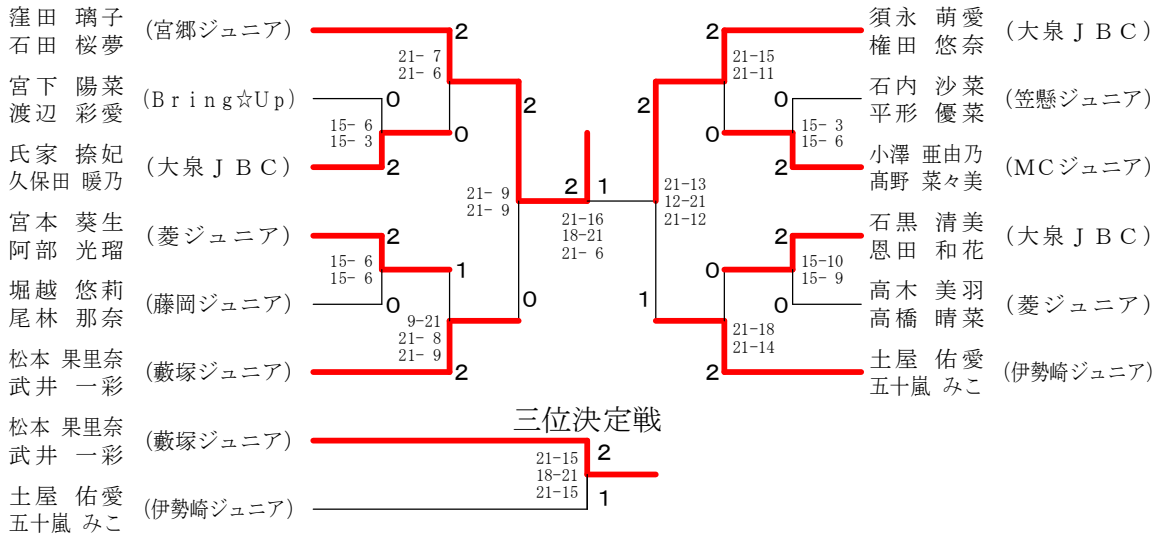 窪田 璃子
石田 桜夢
(宮郷ジュニア)
2
21- 7
21- 6
宮下 陽菜
渡辺 彩愛
(Bring☆Up)
0
15- 6
15- 3
0
氏家 捺妃
久保田 暖乃
(大泉JBC)
2
2
21- 9
21- 9
宮本 葵生
阿部 光瑠
(菱ジュニア)
2
15- 6
15- 6
1
堀越 悠莉
尾林 那奈
(藤岡ジュニア)
0
0
9-21
21- 8
21- 9
松本 果里奈
武井 一彩
(藪塚ジュニア)
2
2
1
21-16
18-21
21- 6
須永 萌愛
権田 悠奈
(大泉JBC)
2
21-15
21-11
石内 沙菜
平形 優菜
(笠懸ジュニア)
0
15- 3
15- 6
0
小澤 亜由乃
髙野 菜々美
(MCジュニア)
2
2
21-13
12-21
21-12
石黒 清美
恩田 和花
(大泉JBC)
2
15-10
15- 9
0
高木 美羽
高橋 晴菜
(菱ジュニア)
0
1
21-18
21-14
土屋 佑愛
五十嵐 みこ
(伊勢崎ジュニア)
2
三位決定戦
松本 果里奈
武井 一彩
(藪塚ジュニア)
2
21-15
18-21
21-15
土屋 佑愛
五十嵐 みこ
(伊勢崎ジュニア)
1